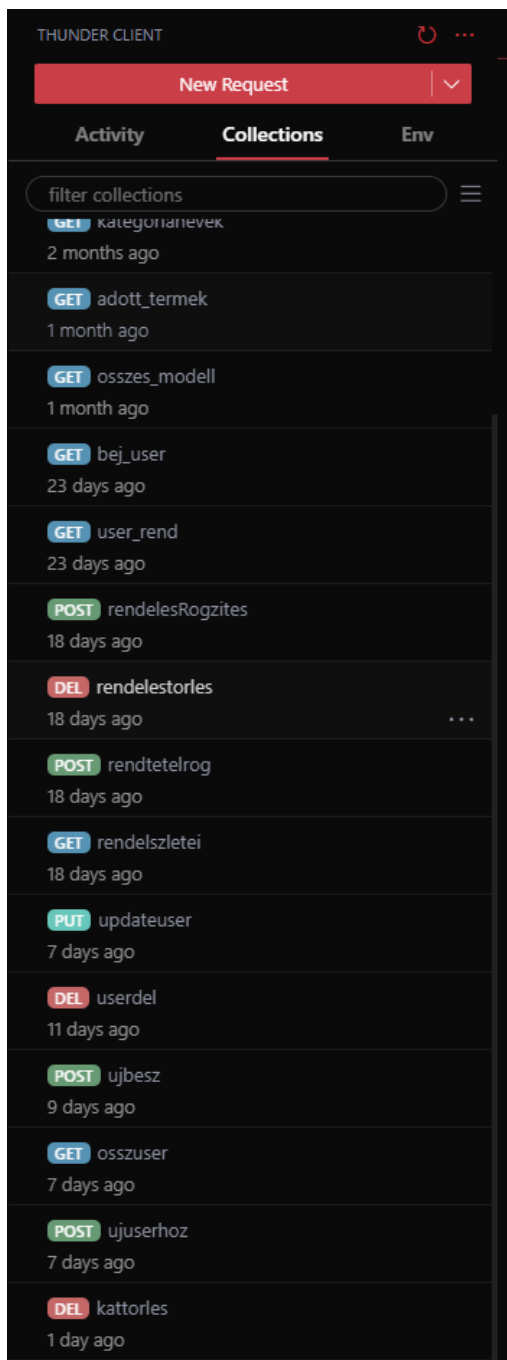 THUNDER CLIENT
New Request
Activity Collections Env
filter collections
GET kategorianevek
2 months ago
GET adott_termek
1 month ago
GET osszes_modell
1 month ago
GET bej_user
23 days ago
GET user_rend
23 days ago
POST rendelesRogzites
18 days ago
DEL rendelestorles
18 days ago
POST rendtetelrog
18 days ago
GET rendelszletei
18 days ago
PUT updateuser
7 days ago
DEL userdel
11 days ago
POST ujbesz
9 days ago
GET osszuser
7 days ago
POST ujuserhoz
7 days ago
DEL kattorles
1 day ago